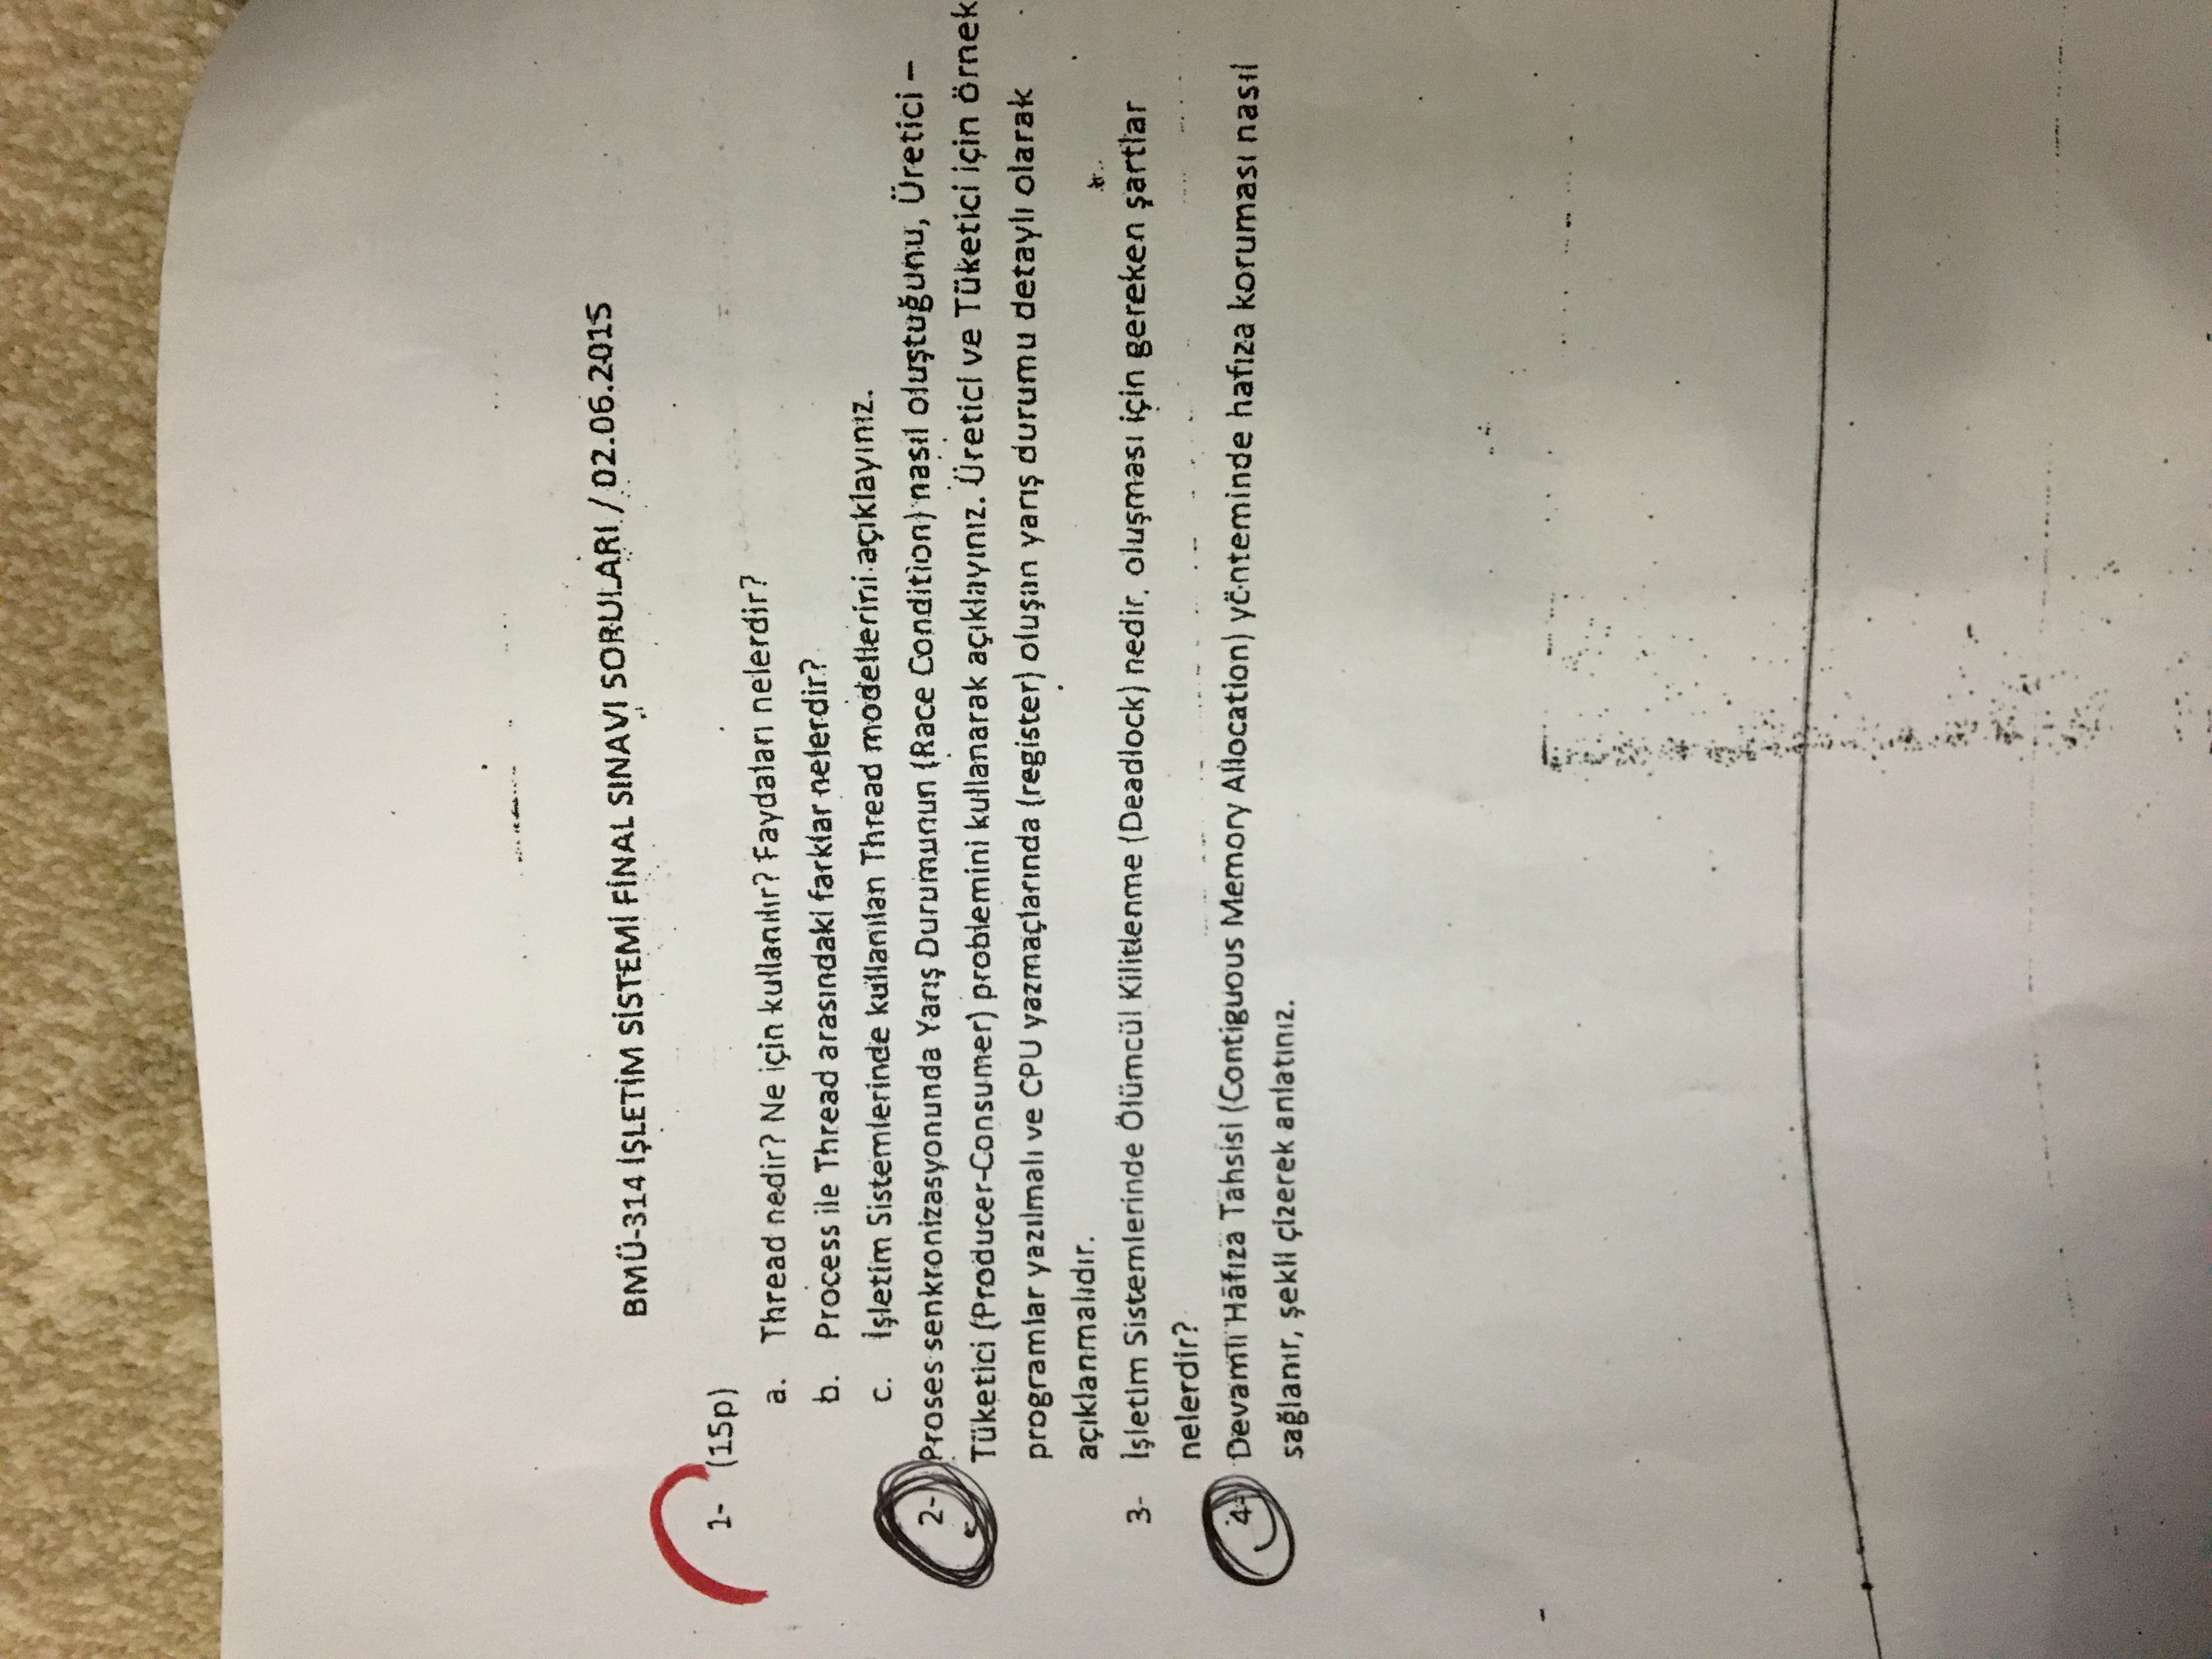 BMÜ-314 İŞLETİM SİSTEMİ FİNAL SINAVI SORULARI / 02.06.2015
1- (15p)
a. Thread nedir? Ne için kullanılır? Faydaları nelerdir?
b. Process ile Thread arasındaki farklar nelerdir?
c. İşletim Sistemlerinde kullanılan Thread modellerini açıklayınız.
2- Proses senkronizasyonunda Yarış Durumunun (Race Condition) nasıl oluştuğunu, Üretici –
Tüketici (Producer-Consumer) problemini kullanarak açıklayınız. Üretici ve Tüketici için örnek
programlar yazılmalı ve CPU yazmaçlarında (register) oluşan yarış durumu detaylı olarak
açıklanmalıdır.
3- İşletim Sistemlerinde Ölümcül Kilitlenme (Deadlock) nedir, oluşması için gereken şartlar
nelerdir?
4- Devamlı Hafıza Tahsisi (Contiguous Memory Allocation) yönteminde hafıza koruması nasıl
sağlanır, şekil çizerek anlatınız.